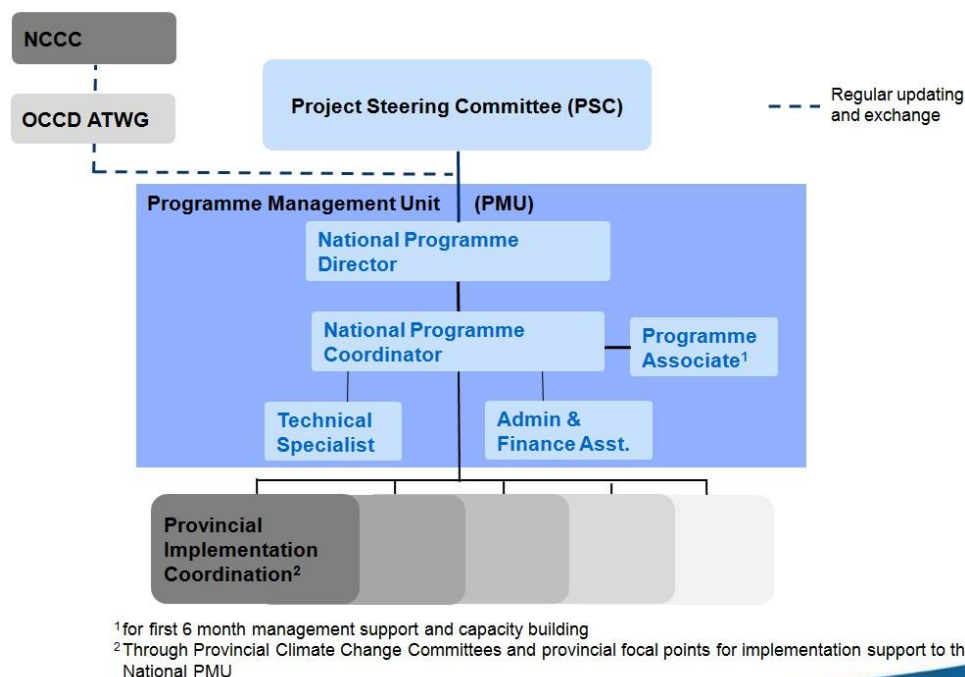 NCCC
OCCD ATWG
Project Steering Committee (PSC)
Regular updating
and exchange
Programme Management Unit (PMU)
National Programme
Director
National Programme
Coordinator
Programme
Associate¹
Technical
Specialist
Admin &
Finance Asst.
Provincial
Implementation
Coordination²
¹for first 6 month management support and capacity building
²Through Provincial Climate Change Committees and provincial focal points for implementation support to th
National PMU